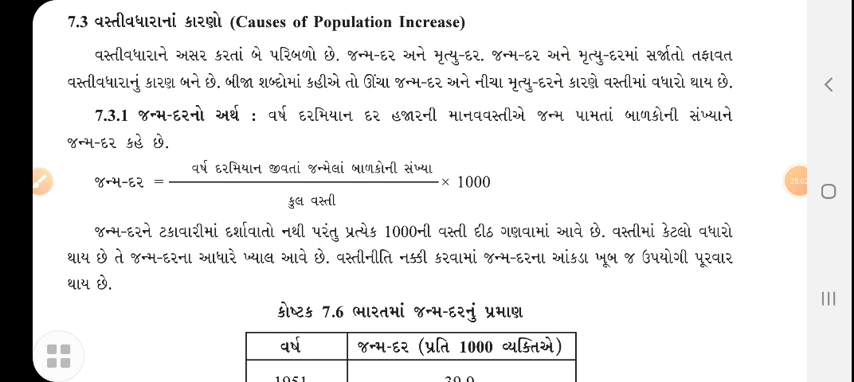 7.3 વસ્તીવધારાનાં કારણો (Causes of Population Increase)
વસ્તીવધારાને અસર કરતાં બે પરિબળો છે. જન્મ-દર અને મૃત્યુ-દર. જન્મ-દર અને મૃત્યુ-દરમાં સર્જાતો તફાવત
વસ્તીવધારાનું કારણ બને છે. બીજા શબ્દોમાં કહીએ તો ઊંચા જન્મ-દર અને નીચા મૃત્યુ-દરને કારણે વસ્તીમાં વધારો થાય છે.
7.3.1 જન્મ-દરનો અર્થ : વર્ષ દરમિયાન દર હજારની માનવવસ્તીએ જન્મ પામતાં બાળકોની સંખ્યાને
જન્મ-દર કહે છે.
વર્ષ દરમિયાન જીવતાં જન્મેલાં બાળકોની સંખ્યા
જન્મ-દર = × 1000
કુલ વસ્તી
જન્મ-દરને ટકાવારીમાં દર્શાવાતો નથી પરંતુ પ્રત્યેક 1000ની વસ્તી દીઠ ગણવામાં આવે છે. વસ્તીમાં કેટલો વધારો
થાય છે તે જન્મ-દરના આધારે ખ્યાલ આવે છે. વસ્તીનીતિ નક્કી કરવામાં જન્મ-દરના આંકડા ખૂબ જ ઉપયોગી પૂરવાર
થાય છે.
કોષ્ટક 7.6 ભારતમાં જન્મ-દરનું પ્રમાણ
વર્ષ જન્મ-દર (પ્રતિ 1000 વ્યક્તિએ)
1951 39.9